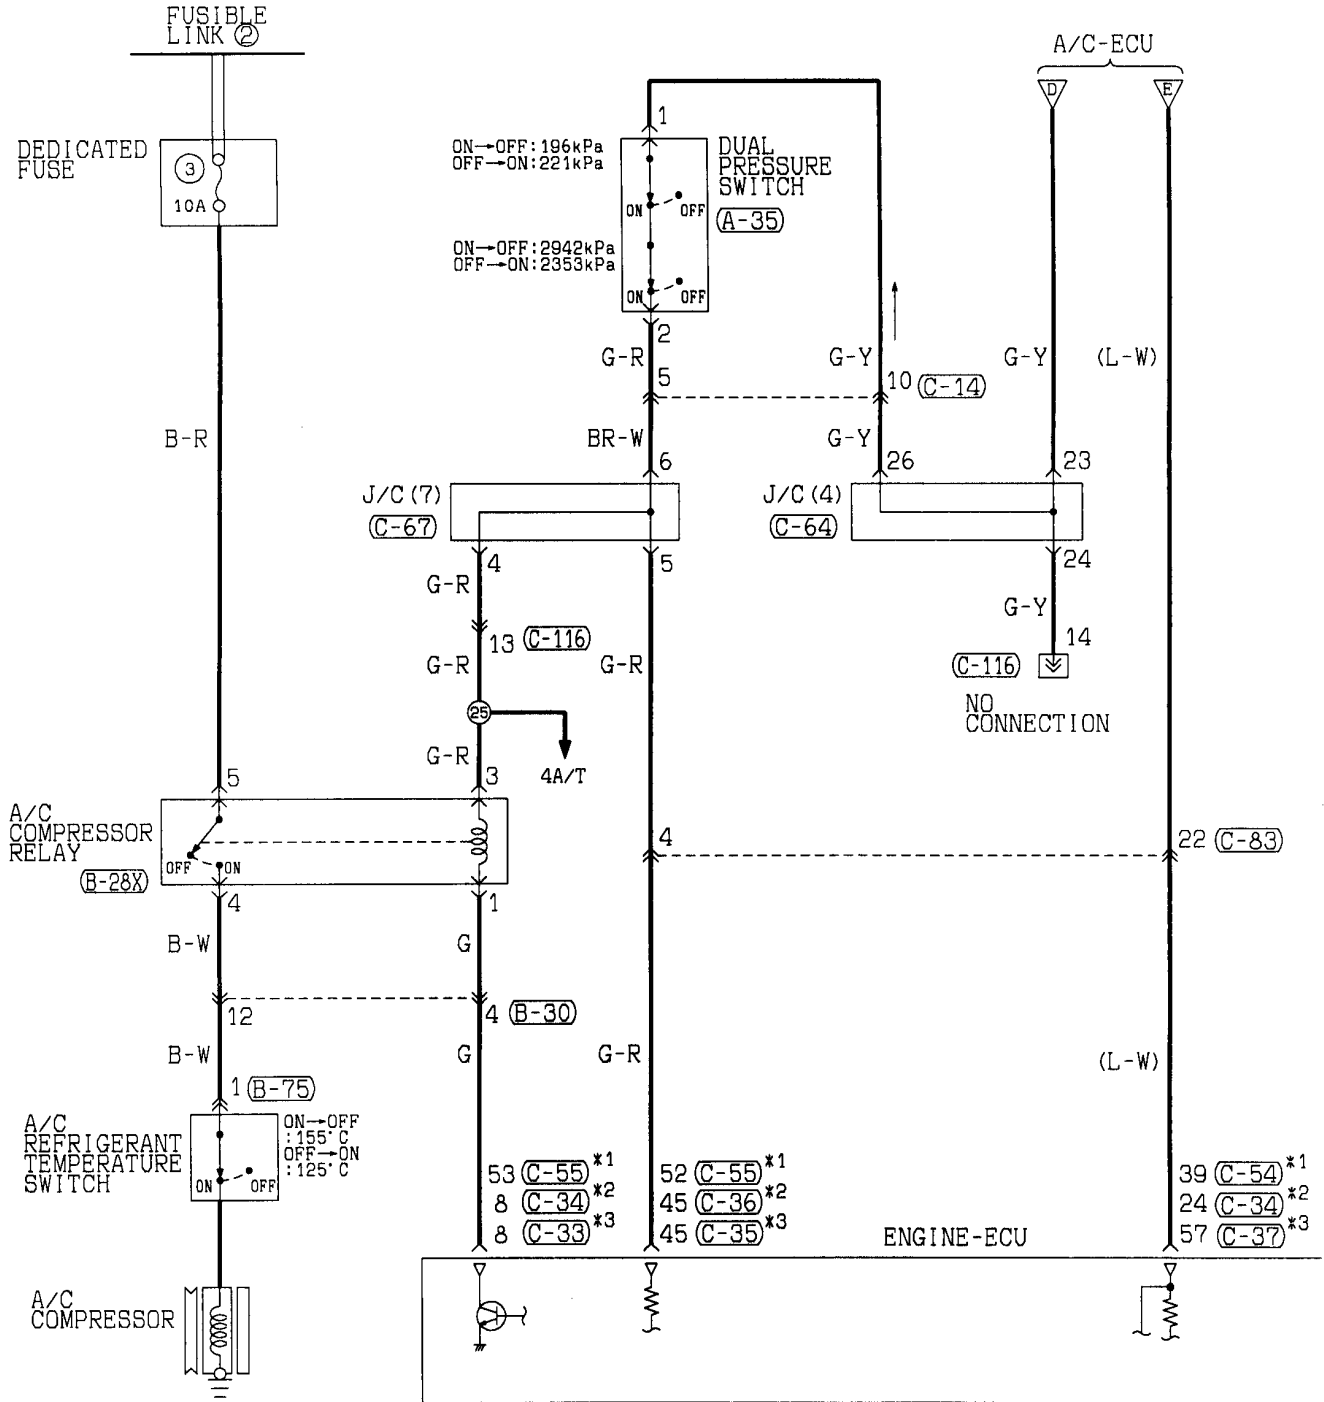 FUSIBLE
LINK ②
A/C-ECU
D
E
DEDICATED
FUSE
③
10A
1
ON→OFF:196kPa
OFF→ON:221kPa
DUAL
PRESSURE
SWITCH
A-35
ON
OFF
ON→OFF:2942kPa
OFF→ON:2353kPa
ON
OFF
2
G-R
G-Y
G-Y
(L-W)
5
10
C-14
B-R
BR-W
G-Y
6
26
23
J/C(7)
C-67
J/C(4)
C-64
4
5
24
G-R
G-Y
13
C-116
14
G-R
G-R
C-116
25
NO
CONNECTION
G-R
4A/T
5
3
A/C
COMPRESSOR
RELAY
OFF
ON
B-28X
4
22
C-83
4
1
B-W
G
12
4
B-30
B-W
G
G-R
(L-W)
1
B-75
A/C
REFRIGERANT
TEMPERATURE
SWITCH
ON→OFF
:155°C
OFF→ON
:125°C
ON
OFF
53 C-55 *1
8 C-34 *2
8 C-33 *3
52 C-55 *1
45 C-36 *2
45 C-35 *3
39 C-54 *1
24 C-34 *2
57 C-37 *3
ENGINE-ECU
A/C
COMPRESSOR